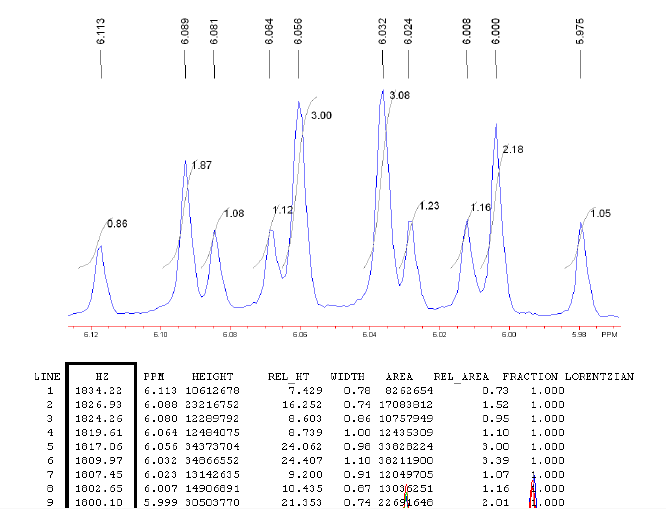 6.113 6.089 6.081 6.064 6.056 6.032 6.024 6.008 6.000 5.975
3.08
3.00
2.18
1.87
1.23
1.16
1.12
1.08
1.05
0.86
6.12 6.10 6.08 6.06 6.04 6.02 6.00 5.98 PPM
LINE HZ PPM HEIGHT REL_HT WIDTH AREA REL_AREA FRACTION LORENTZIAN
1 1834.22 6.113 10612678 7.429 0.78 8262654 0.73 1.000
2 1826.93 6.088 23216752 16.252 0.74 17083812 1.52 1.000
3 1824.26 6.080 12289792 8.603 0.86 10757949 0.95 1.000
4 1819.61 6.064 12484075 8.739 1.00 12435309 1.10 1.000
5 1817.06 6.056 34373704 24.062 0.98 33828224 3.00 1.000
6 1809.97 6.032 34866552 24.407 1.10 38211900 3.39 1.000
7 1807.45 6.023 13142635 9.200 0.91 12049705 1.07 1.000
8 1802.65 6.007 14906891 10.435 0.87 13036251 1.16 1.000
9 1800.10 5.999 30503770 21.353 0.74 22691648 2.01 1.000